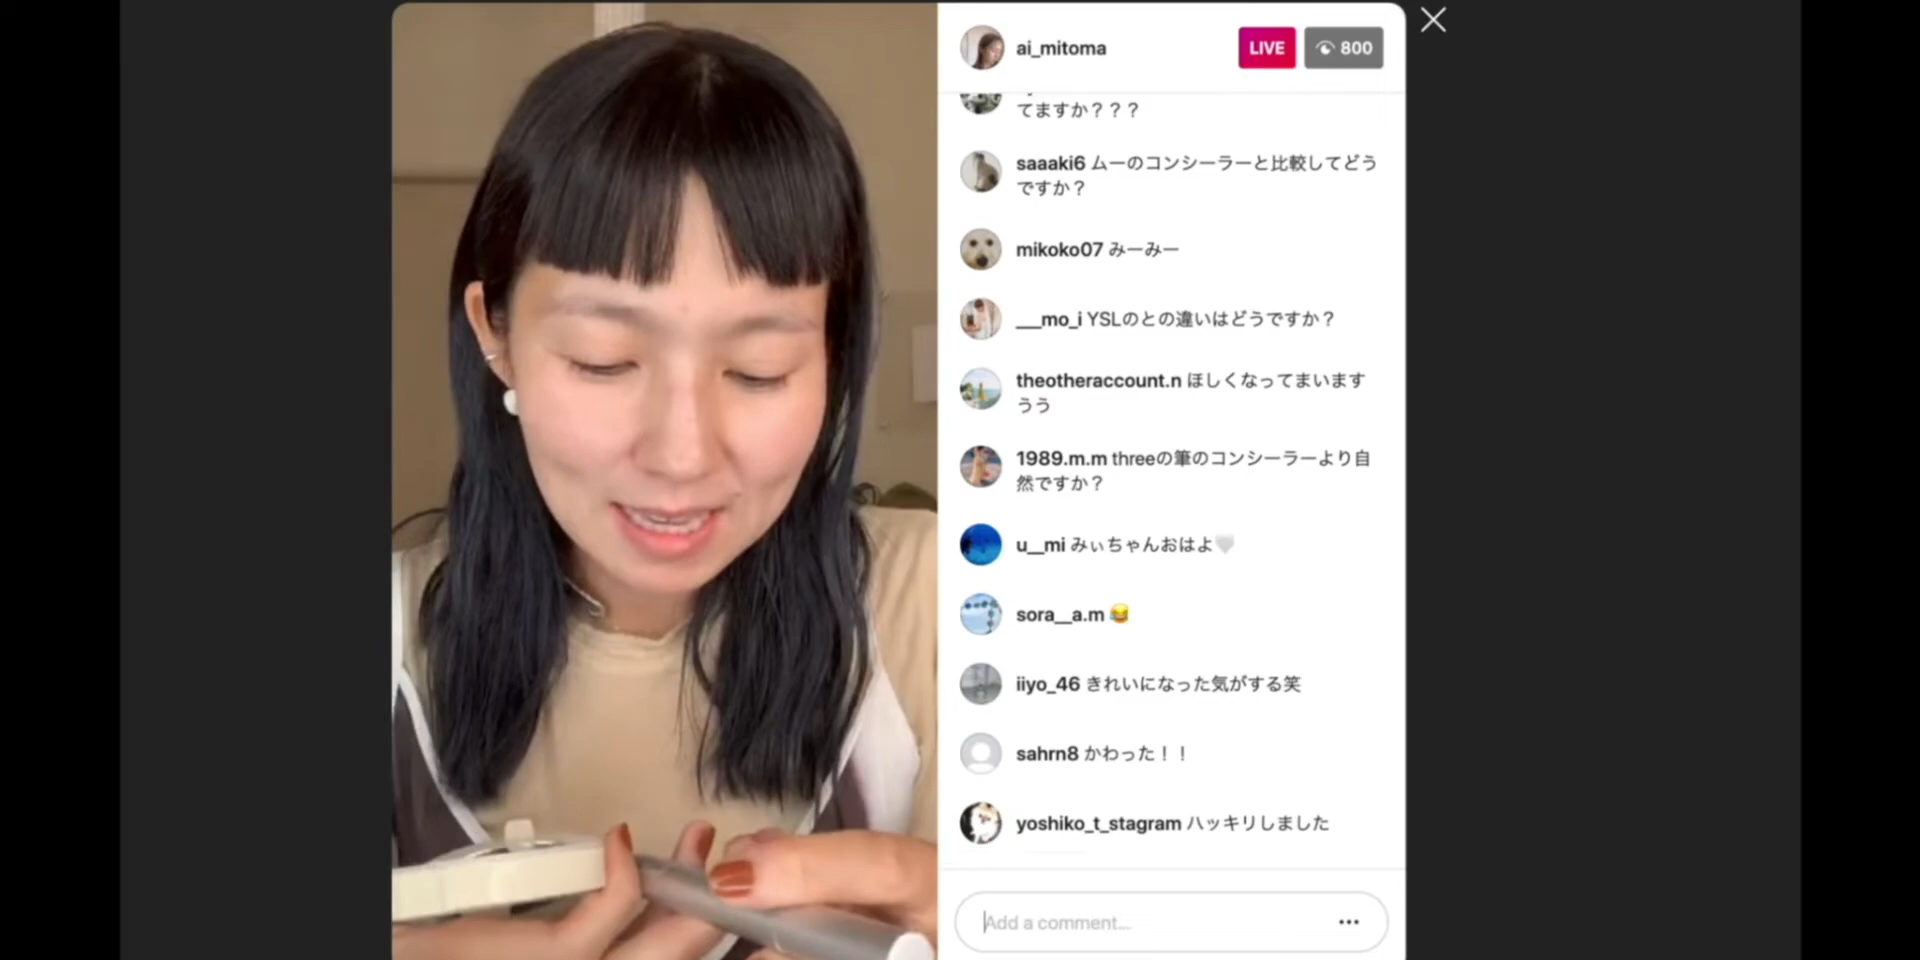 ai_mitoma
LIVE
800
てますか？？？
saaaki6 ムーのコンシーラーと比較してどう
ですか？
mikoko07 みーみー
___mo_i YSLのとの違いはどうですか？
theotheraccount.n ほしくなってまいます
うう
1989.m.m threeの筆のコンシーラーより自
然ですか？
u__mi みぃちゃんおはよ🤍
sora__a.m 😂
iiyo_46 きれいになった気がする笑
sahrn8 かわった！！
yoshiko_t_stagram ハッキリしました
Add a comment...